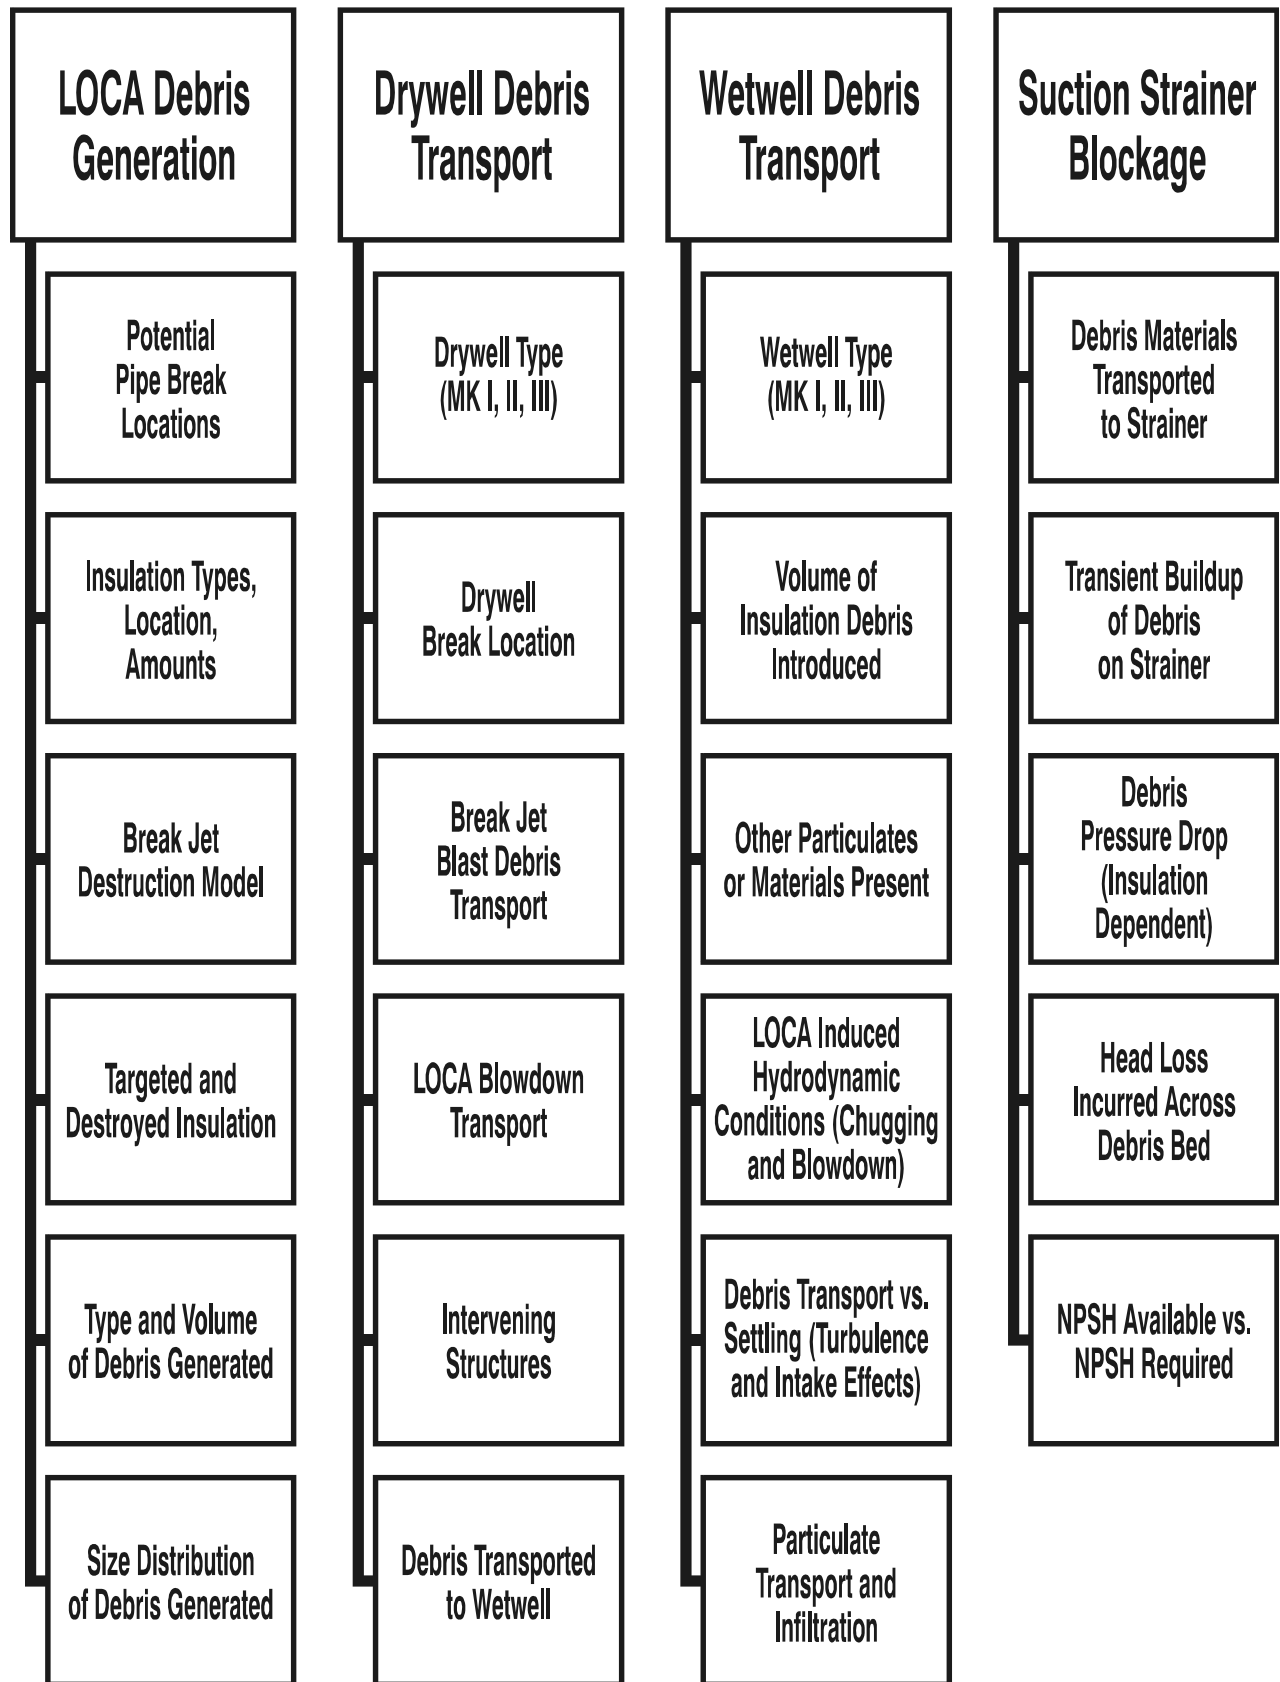 LOCA Debris
Generation
Potential
Pipe Break
Locations
Insulation Types,
Location,
Amounts
Break Jet
Destruction Model
Targeted and
Destroyed Insulation
Type and Volume
of Debris Generated
Size Distribution
of Debris Generated
Drywell Debris
Transport
Drywell Type
(MK I, II, III)
Drywell
Break Location
Break Jet
Blast Debris
Transport
LOCA Blowdown
Transport
Intervening
Structures
Debris Transported
to Wetwell
Wetwell Debris
Transport
Wetwell Type
(MK I, II, III)
Volume of
Insulation Debris
Introduced
Other Particulates
or Materials Present
LOCA Induced
Hydrodynamic
Conditions (Chugging
and Blowdown)
Debris Transport vs.
Settling (Turbulence
and Intake Effects)
Particulate
Transport and
Infiltration
Suction Strainer
Blockage
Debris Materials
Transported
to Strainer
Transient Buildup
of Debris
on Strainer
Debris
Pressure Drop
(Insulation
Dependent)
Head Loss
Incurred Across
Debris Bed
NPSH Available vs.
NPSH Required